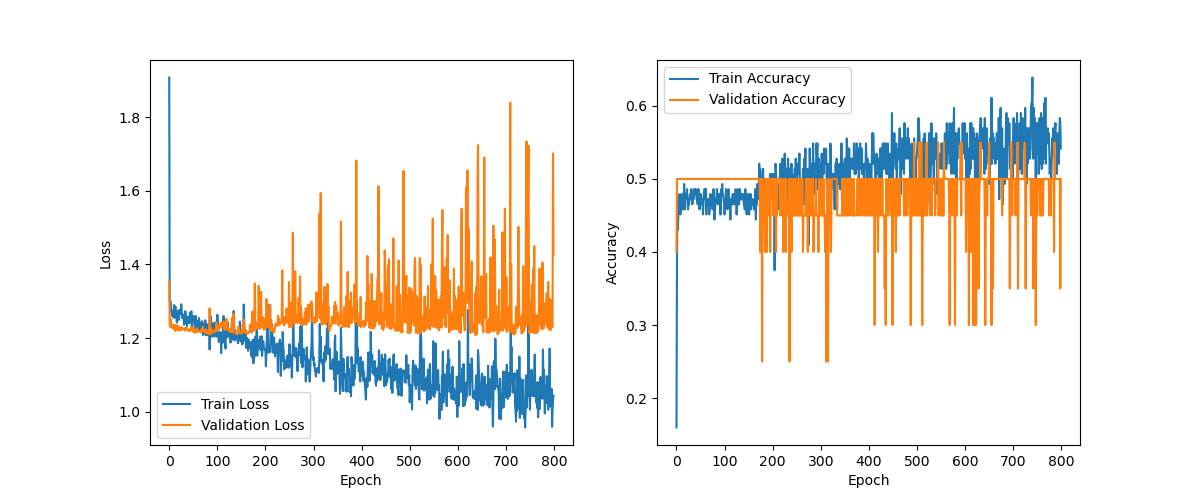 1.8
1.6
1.4
1.2
1.0
Loss
Train Loss
Validation Loss
0 100 200 300 400 500 600 700 800
Epoch
Train Accuracy
Validation Accuracy
0.6
0.5
0.4
0.3
0.2
Accuracy
0 100 200 300 400 500 600 700 800
Epoch